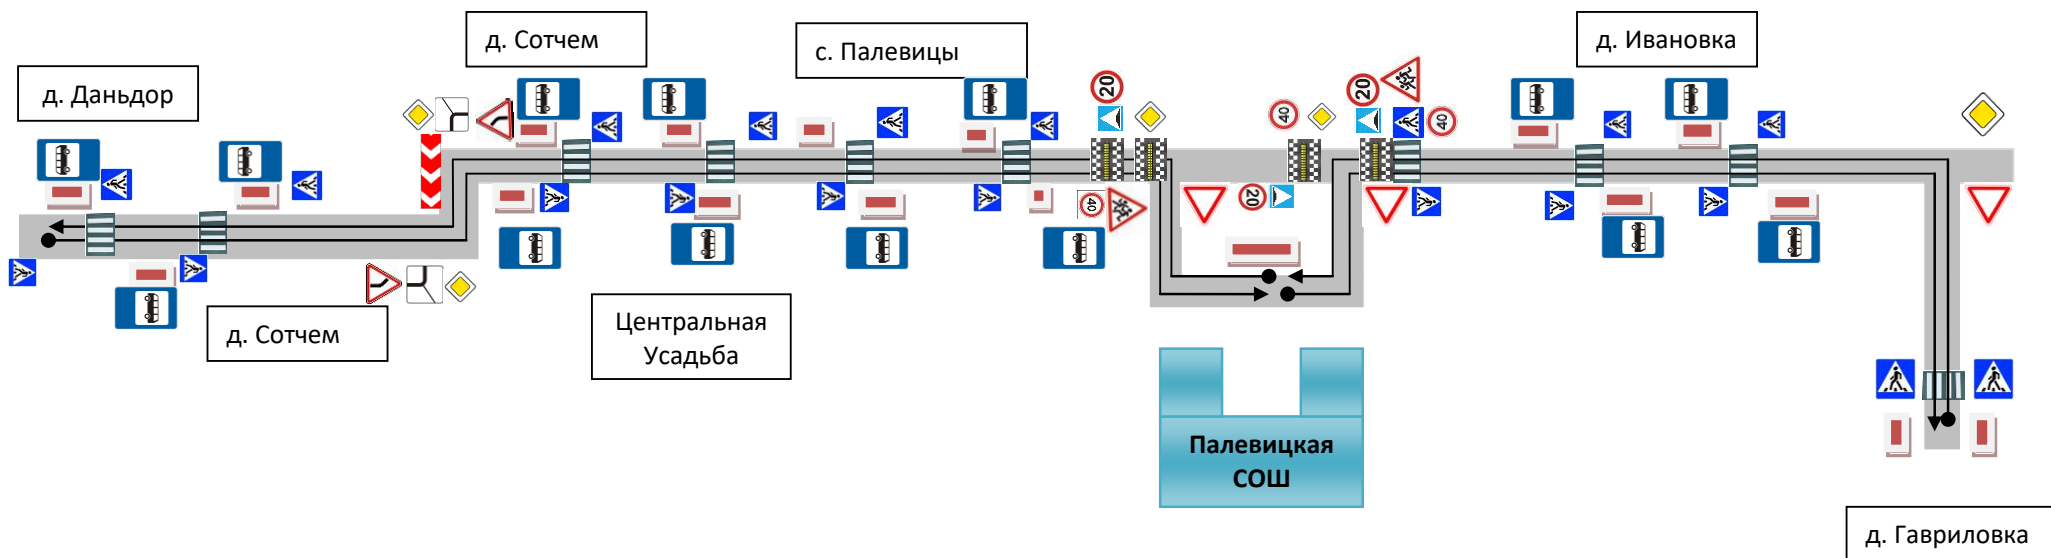 д. Даньдор
д. Сотчем
с. Палевицы
д. Ивановка
20
40
20
40
40
20
д. Сотчем
Центральная
Усадьба
Палевицкая
СОШ
д. Гавриловка